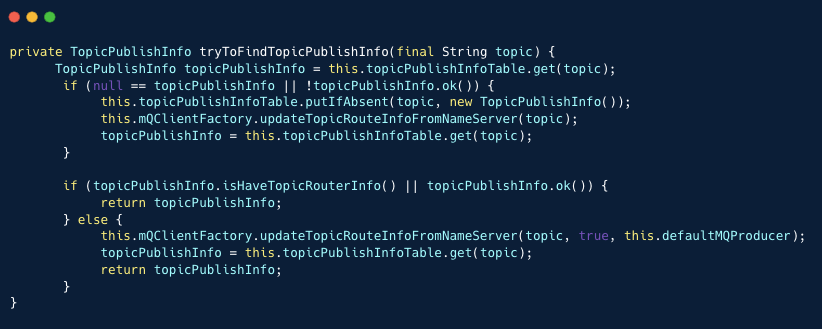 private TopicPublishInfo tryToFindTopicPublishInfo(final String topic) {
      TopicPublishInfo topicPublishInfo = this.topicPublishInfoTable.get(topic);
       if (null == topicPublishInfo || !topicPublishInfo.ok()) {
            this.topicPublishInfoTable.putIfAbsent(topic, new TopicPublishInfo());
            this.mQClientFactory.updateTopicRouteInfoFromNameServer(topic);
            topicPublishInfo = this.topicPublishInfoTable.get(topic);
       }

       if (topicPublishInfo.isHaveTopicRouterInfo() || topicPublishInfo.ok()) {
            return topicPublishInfo;
       } else {
            this.mQClientFactory.updateTopicRouteInfoFromNameServer(topic, true, this.defaultMQProducer);
            topicPublishInfo = this.topicPublishInfoTable.get(topic);
            return topicPublishInfo;
       }
}